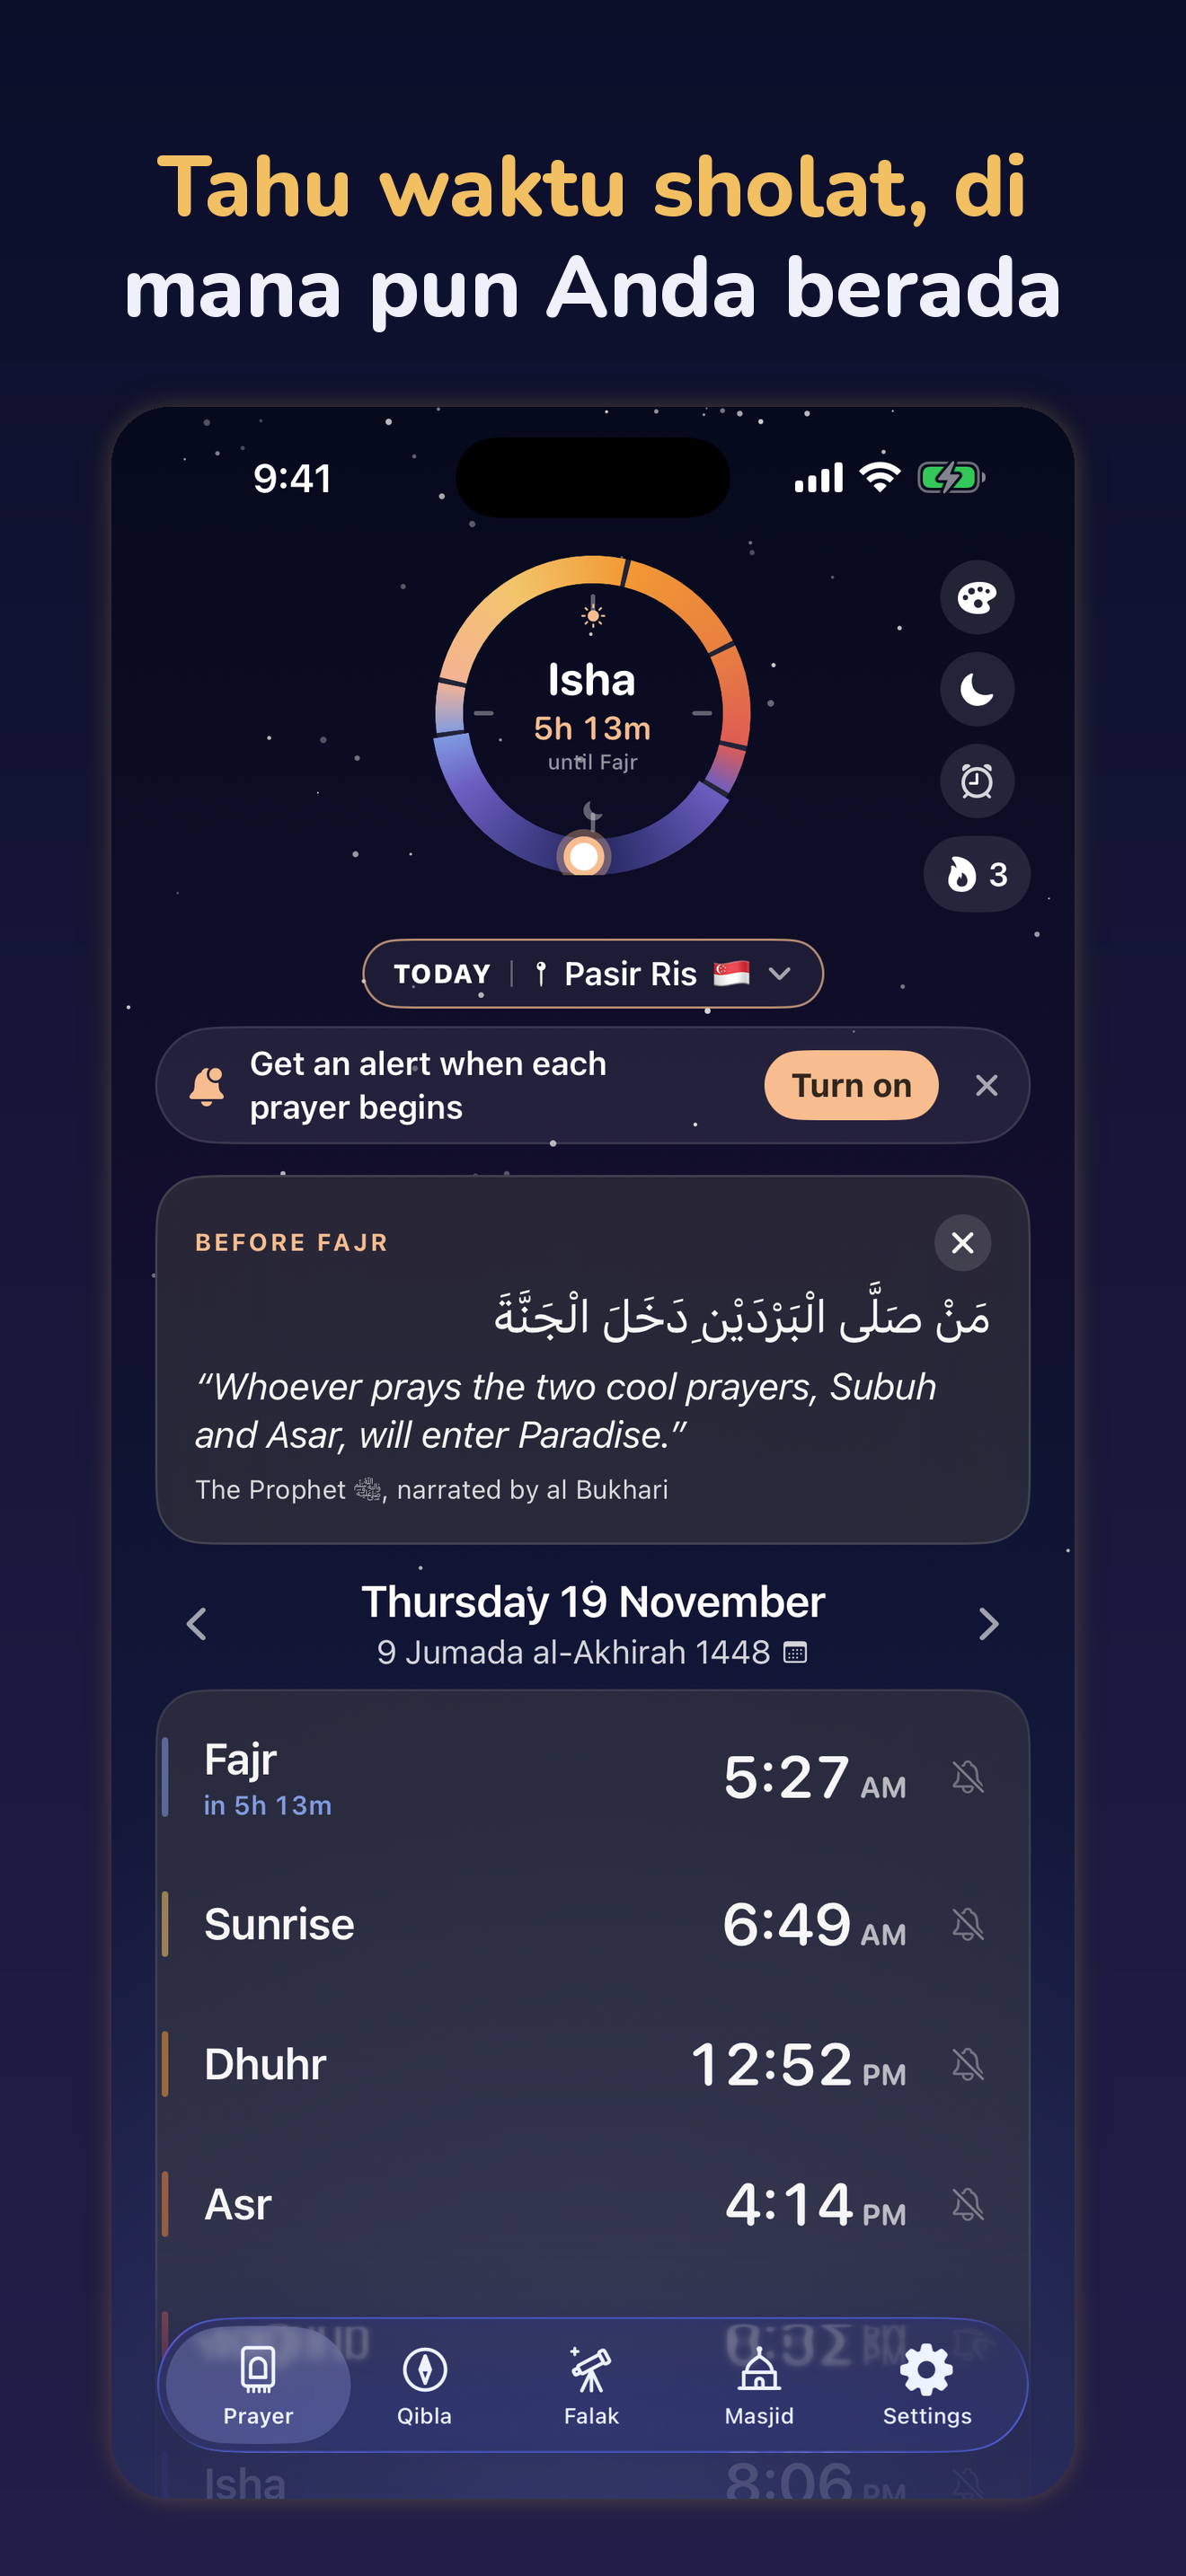 Tahu waktu sholat, di
mana pun Anda berada
9:41
Isha
5h 13m
until Fajr
3
TODAY | Pasir Ris
Get an alert when each
prayer begins
Turn on
BEFORE FAJR
مَنْ صَلَّى الْبَرْدَيْنِ دَخَلَ الْجَنَّةَ
“Whoever prays the two cool prayers, Subuh
and Asar, will enter Paradise.”
The Prophet ﷺ, narrated by al Bukhari
Thursday 19 November
9 Jumada al-Akhirah 1448
Fajr 5:27 AM
in 5h 13m
Sunrise 6:49 AM
Dhuhr 12:52 PM
Asr 4:14 PM
Prayer Qibla Falak Masjid Settings
Isha 8:06 PM